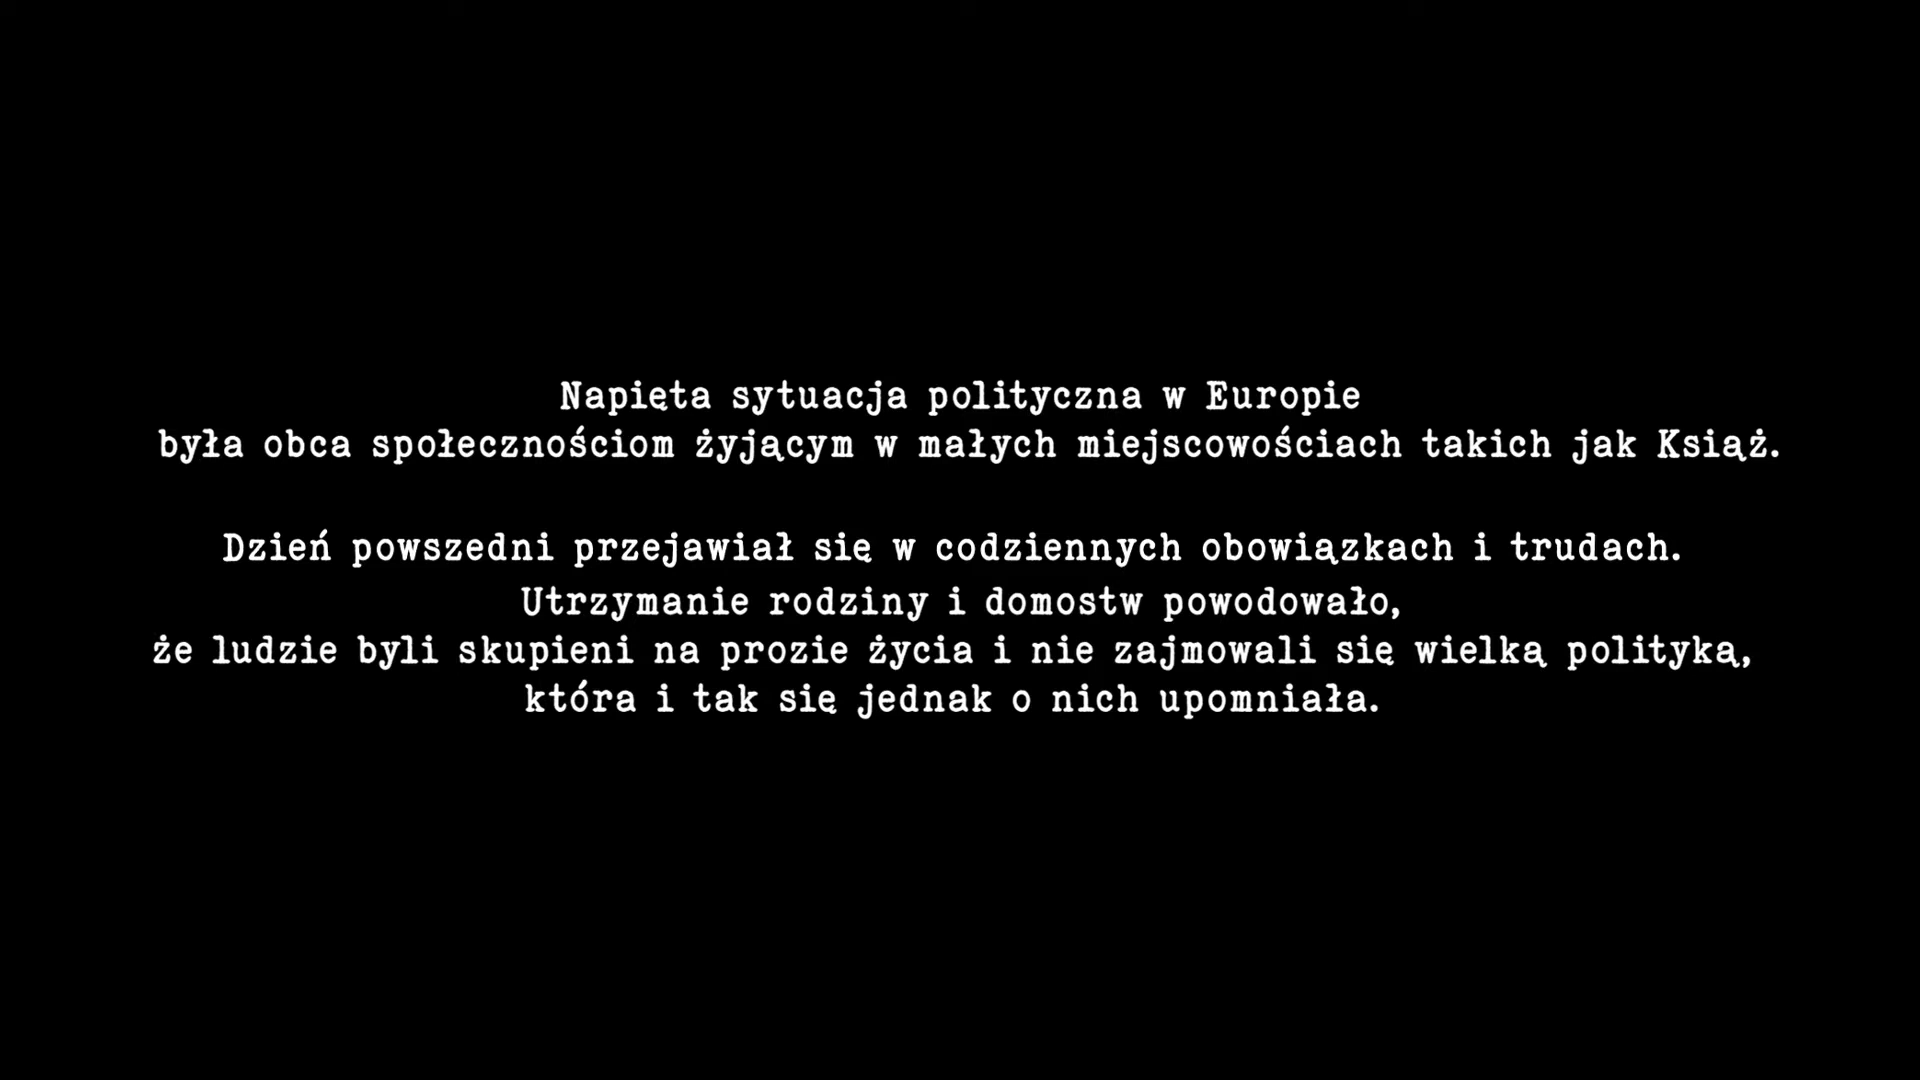 Napięta sytuacja polityczna w Europie
była obca społecznościom żyjącym w małych miejscowościach takich jak Książ.
Dzień powszedni przejawiał się w codziennych obowiązkach i trudach.
Utrzymanie rodziny i domostw powodowało,
że ludzie byli skupieni na prozie życia i nie zajmowali się wielką polityką,
która i tak się jednak o nich upomniała.